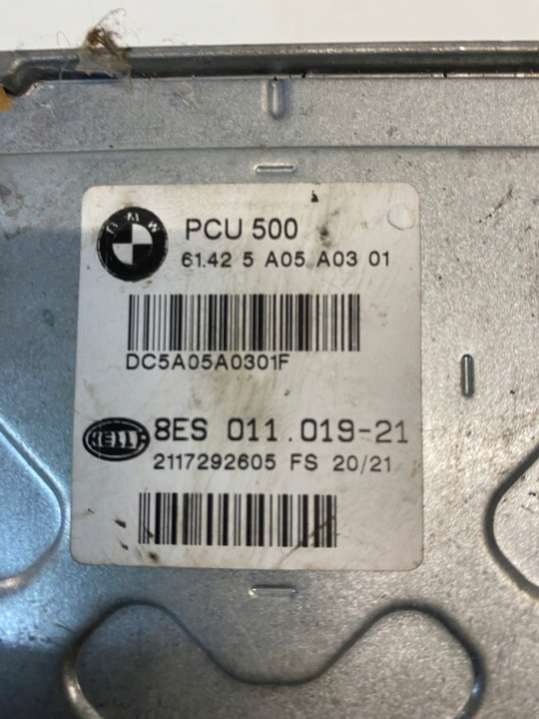 BMW
PCU 500
61.42 5 A05 A03 01
DC5A05A0301F
HELLA
8ES 011.019-21
2117292605 FS 20/21